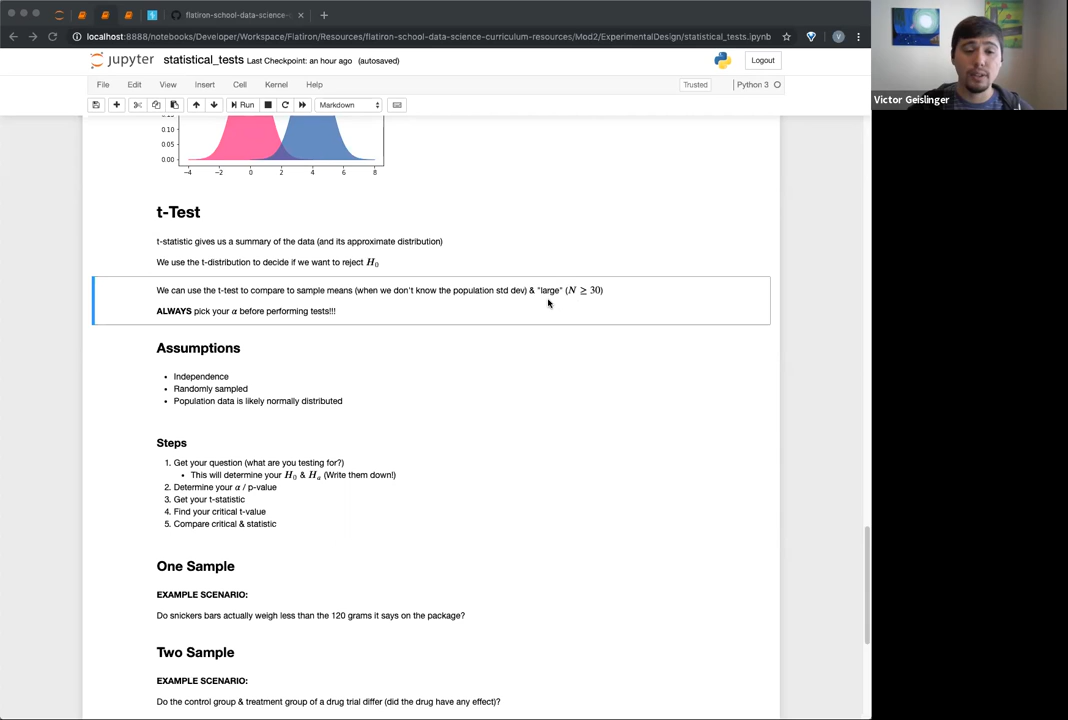 flatiron-school-data-science-
localhost:8888/notebooks/Developer/Workspace/Flatiron/Resources/flatiron-school-data-science-curriculum-resources/Mod2/ExperimentalDesign/statistical_tests.ipynb
V
jupyter statistical_tests Last Checkpoint: an hour ago (autosaved)
Logout
File Edit View Insert Cell Kernel Help
Trusted
Python 3
Run
Markdown
Victor Geislinger
0.10
0.05
0.00
−4 −2 0 2 4 6 8
t-Test
t-statistic gives us a summary of the data (and its approximate distribution)
We use the t-distribution to decide if we want to reject H₀
We can use the t-test to compare to sample means (when we don't know the population std dev) & "large" (N ≥ 30)
ALWAYS pick your α before performing tests!!!
Assumptions
• Independence
• Randomly sampled
• Population data is likely normally distributed
Steps
1. Get your question (what are you testing for?)
• This will determine your H₀ & Hₐ (Write them down!)
2. Determine your α / p-value
3. Get your t-statistic
4. Find your critical t-value
5. Compare critical & statistic
One Sample
EXAMPLE SCENARIO:
Do snickers bars actually weigh less than the 120 grams it says on the package?
Two Sample
EXAMPLE SCENARIO:
Do the control group & treatment group of a drug trial differ (did the drug have any effect)?